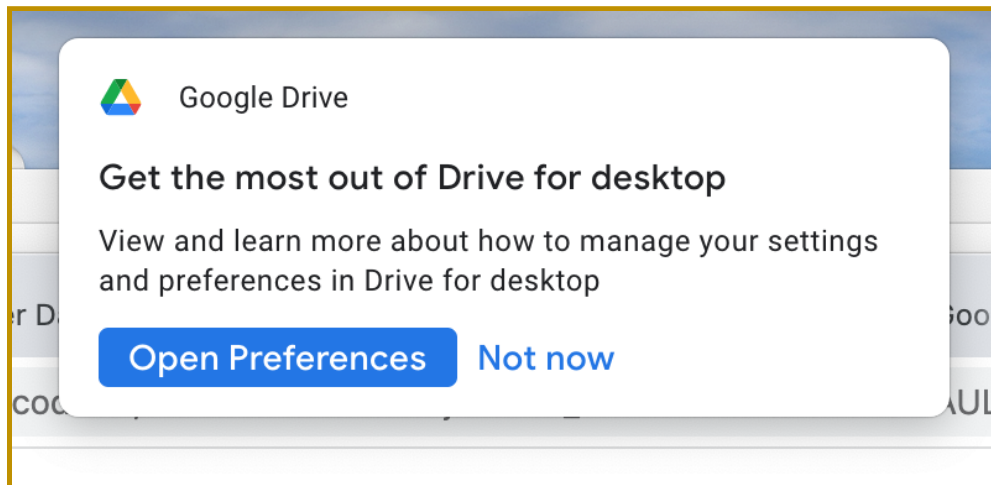 Google Drive
Get the most out of Drive for desktop
View and learn more about how to manage your settings
and preferences in Drive for desktop
Open Preferences Not now